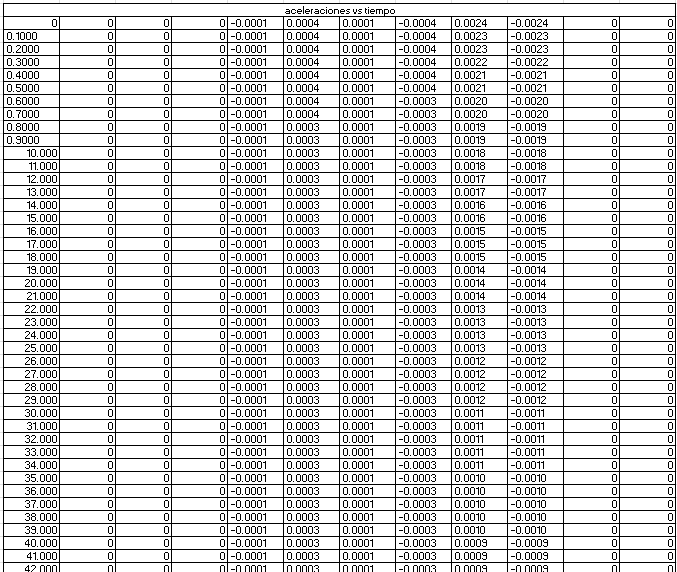 aceleraciones vs tiempo
0 0 0 0 -0.0001 0.0004 0.0001 -0.0004 0.0024 -0.0024 0 0
0.1000 0 0 0 -0.0001 0.0004 0.0001 -0.0004 0.0023 -0.0023 0 0
0.2000 0 0 0 -0.0001 0.0004 0.0001 -0.0004 0.0023 -0.0023 0 0
0.3000 0 0 0 -0.0001 0.0004 0.0001 -0.0004 0.0022 -0.0022 0 0
0.4000 0 0 0 -0.0001 0.0004 0.0001 -0.0004 0.0021 -0.0021 0 0
0.5000 0 0 0 -0.0001 0.0004 0.0001 -0.0004 0.0021 -0.0021 0 0
0.6000 0 0 0 -0.0001 0.0004 0.0001 -0.0003 0.0020 -0.0020 0 0
0.7000 0 0 0 -0.0001 0.0004 0.0001 -0.0003 0.0020 -0.0020 0 0
0.8000 0 0 0 -0.0001 0.0003 0.0001 -0.0003 0.0019 -0.0019 0 0
0.9000 0 0 0 -0.0001 0.0003 0.0001 -0.0003 0.0019 -0.0019 0 0
10.000 0 0 0 -0.0001 0.0003 0.0001 -0.0003 0.0018 -0.0018 0 0
11.000 0 0 0 -0.0001 0.0003 0.0001 -0.0003 0.0018 -0.0018 0 0
12.000 0 0 0 -0.0001 0.0003 0.0001 -0.0003 0.0017 -0.0017 0 0
13.000 0 0 0 -0.0001 0.0003 0.0001 -0.0003 0.0017 -0.0017 0 0
14.000 0 0 0 -0.0001 0.0003 0.0001 -0.0003 0.0016 -0.0016 0 0
15.000 0 0 0 -0.0001 0.0003 0.0001 -0.0003 0.0016 -0.0016 0 0
16.000 0 0 0 -0.0001 0.0003 0.0001 -0.0003 0.0015 -0.0015 0 0
17.000 0 0 0 -0.0001 0.0003 0.0001 -0.0003 0.0015 -0.0015 0 0
18.000 0 0 0 -0.0001 0.0003 0.0001 -0.0003 0.0015 -0.0015 0 0
19.000 0 0 0 -0.0001 0.0003 0.0001 -0.0003 0.0014 -0.0014 0 0
20.000 0 0 0 -0.0001 0.0003 0.0001 -0.0003 0.0014 -0.0014 0 0
21.000 0 0 0 -0.0001 0.0003 0.0001 -0.0003 0.0014 -0.0014 0 0
22.000 0 0 0 -0.0001 0.0003 0.0001 -0.0003 0.0013 -0.0013 0 0
23.000 0 0 0 -0.0001 0.0003 0.0001 -0.0003 0.0013 -0.0013 0 0
24.000 0 0 0 -0.0001 0.0003 0.0001 -0.0003 0.0013 -0.0013 0 0
25.000 0 0 0 -0.0001 0.0003 0.0001 -0.0003 0.0013 -0.0013 0 0
26.000 0 0 0 -0.0001 0.0003 0.0001 -0.0003 0.0012 -0.0012 0 0
27.000 0 0 0 -0.0001 0.0003 0.0001 -0.0003 0.0012 -0.0012 0 0
28.000 0 0 0 -0.0001 0.0003 0.0001 -0.0003 0.0012 -0.0012 0 0
29.000 0 0 0 -0.0001 0.0003 0.0001 -0.0003 0.0012 -0.0012 0 0
30.000 0 0 0 -0.0001 0.0003 0.0001 -0.0003 0.0011 -0.0011 0 0
31.000 0 0 0 -0.0001 0.0003 0.0001 -0.0003 0.0011 -0.0011 0 0
32.000 0 0 0 -0.0001 0.0003 0.0001 -0.0003 0.0011 -0.0011 0 0
33.000 0 0 0 -0.0001 0.0003 0.0001 -0.0003 0.0011 -0.0011 0 0
34.000 0 0 0 -0.0001 0.0003 0.0001 -0.0003 0.0011 -0.0011 0 0
35.000 0 0 0 -0.0001 0.0003 0.0001 -0.0003 0.0010 -0.0010 0 0
36.000 0 0 0 -0.0001 0.0003 0.0001 -0.0003 0.0010 -0.0010 0 0
37.000 0 0 0 -0.0001 0.0003 0.0001 -0.0003 0.0010 -0.0010 0 0
38.000 0 0 0 -0.0001 0.0003 0.0001 -0.0003 0.0010 -0.0010 0 0
39.000 0 0 0 -0.0001 0.0003 0.0001 -0.0003 0.0010 -0.0010 0 0
40.000 0 0 0 -0.0001 0.0003 0.0001 -0.0003 0.0009 -0.0009 0 0
41.000 0 0 0 -0.0001 0.0003 0.0001 -0.0003 0.0009 -0.0009 0 0
42.000 0 0 0 -0.0001 0.0003 0.0001 -0.0003 0.0009 -0.0009 0 0